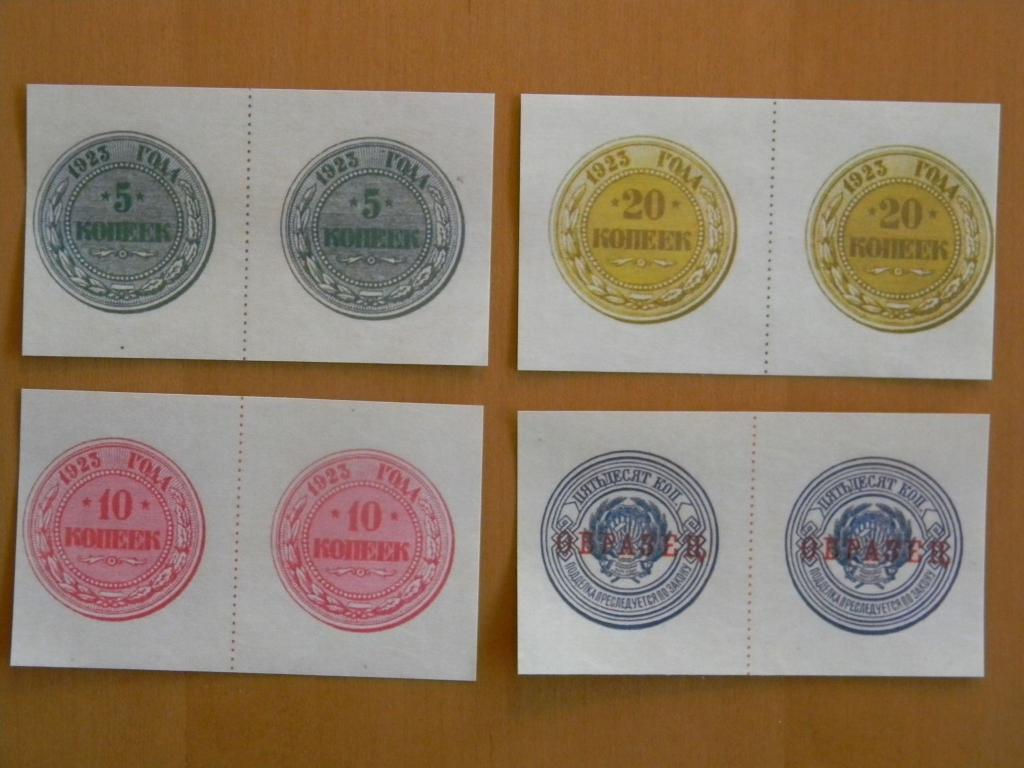 1923 ГОДА
5
КОПЕЕК
1923 ГОДА
5
КОПЕЕК
1923 ГОДА
20
КОПЕЕК
1923 ГОДА
20
КОПЕЕК
1923 ГОДА
10
КОПЕЕК
1923 ГОДА
10
КОПЕЕК
ПЯТЬДЕСЯТ КОП.
ОБРАЗЕЦ
ПОДДЕЛКА ПРЕСЛЕДУЕТСЯ ПО ЗАКОНУ
ПЯТЬДЕСЯТ КОП.
ОБРАЗЕЦ
ПОДДЕЛКА ПРЕСЛЕДУЕТСЯ ПО ЗАКОНУ